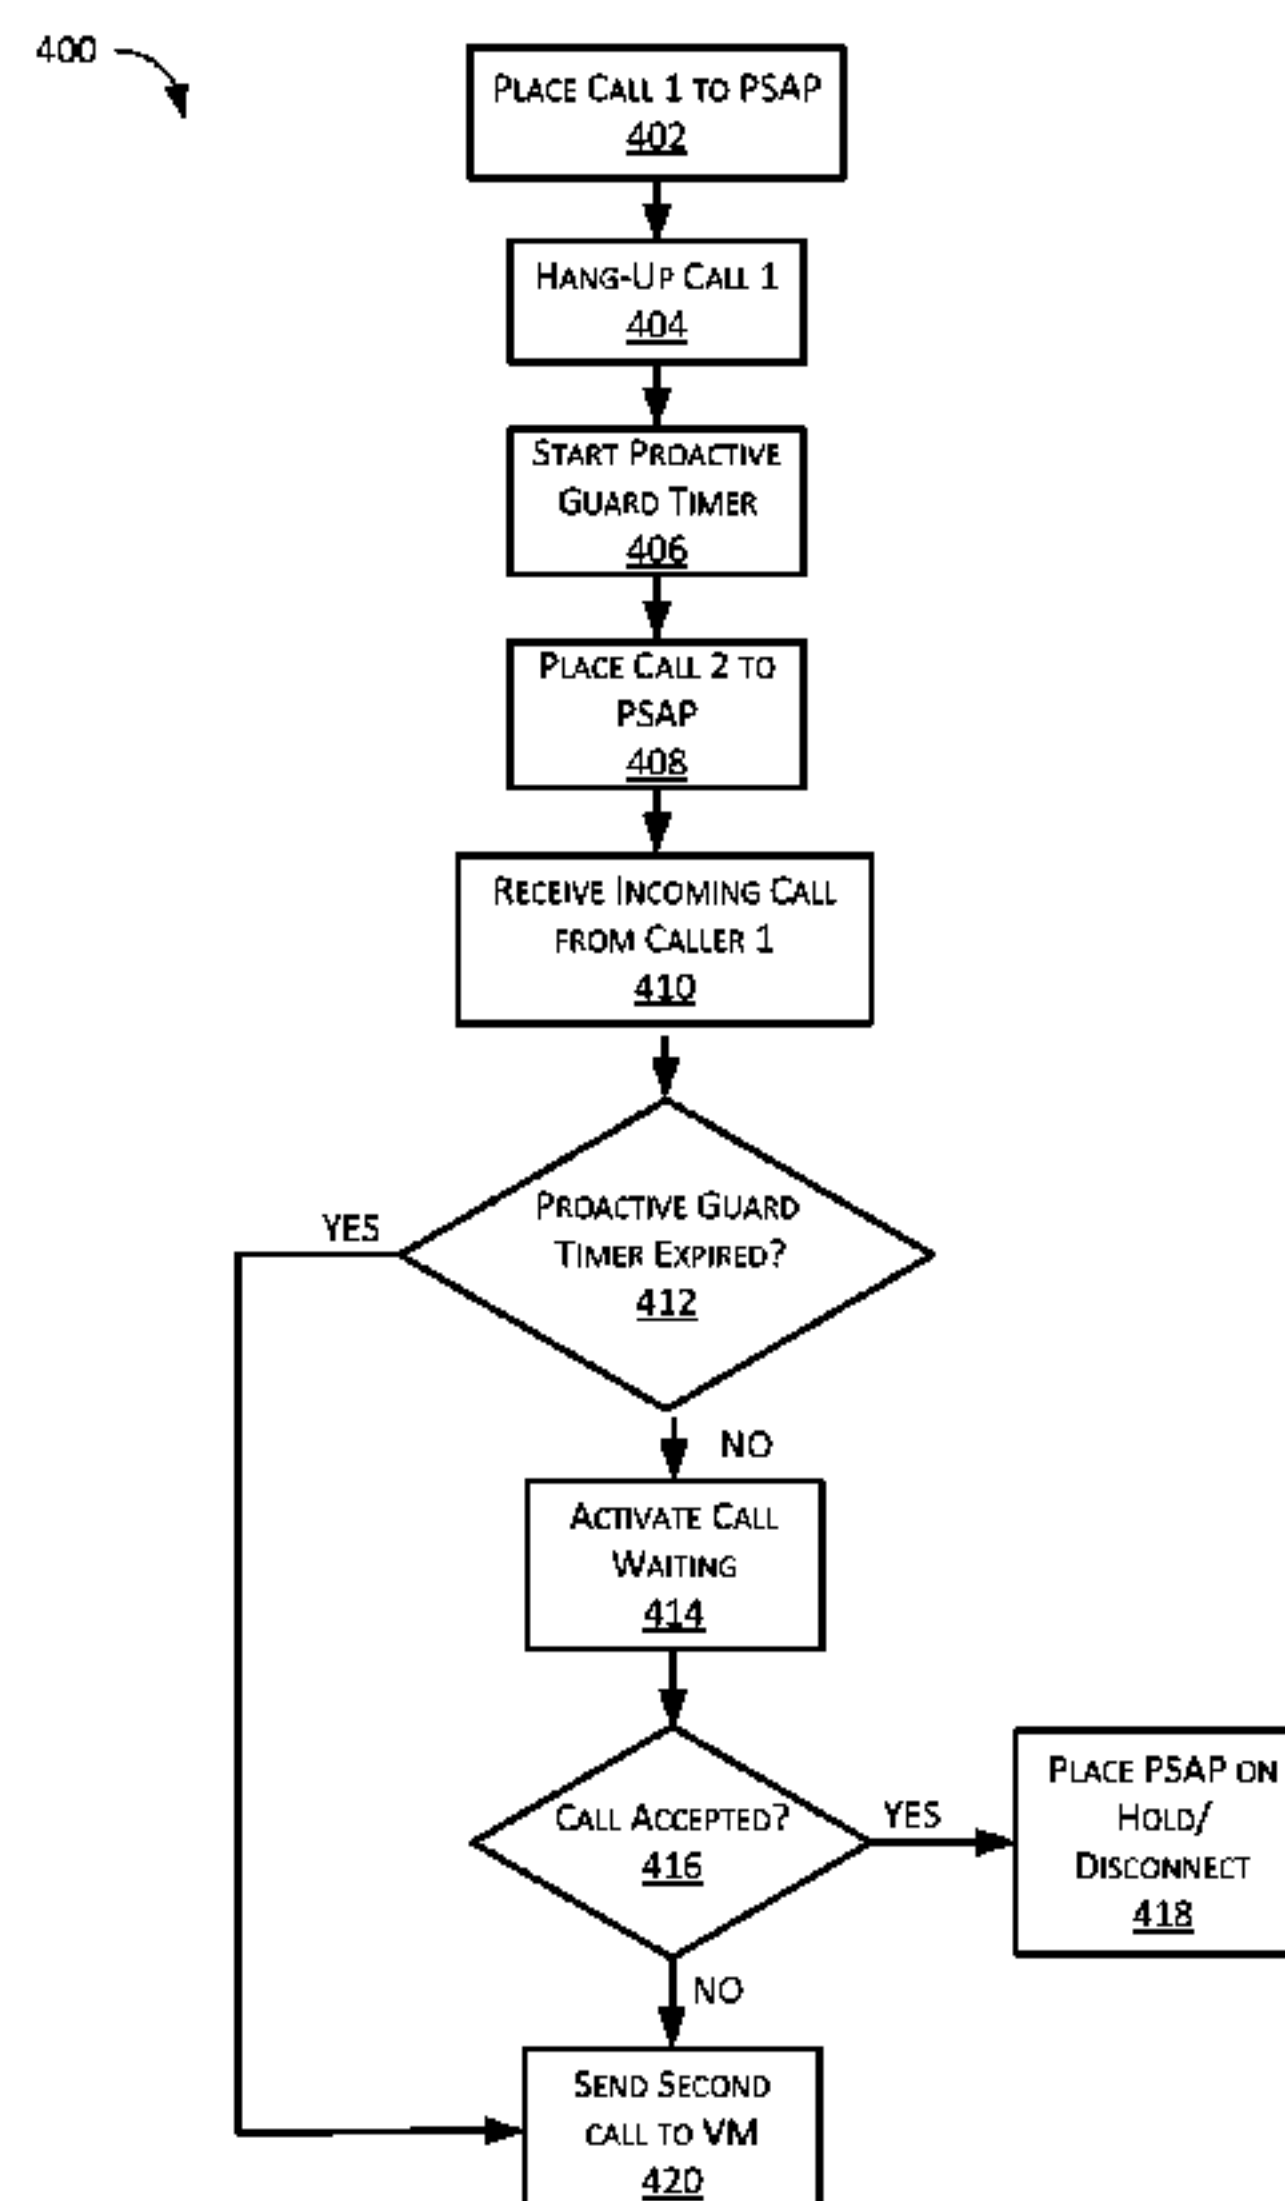 400
PLACE CALL 1 TO PSAP
402
HANG-UP CALL 1
404
START PROACTIVE
GUARD TIMER
406
PLACE CALL 2 TO
PSAP
408
RECEIVE INCOMING CALL
FROM CALLER 1
410
PROACTIVE GUARD
TIMER EXPIRED?
412
YES
NO
ACTIVATE CALL
WAITING
414
CALL ACCEPTED?
416
YES
PLACE PSAP ON
HOLD/
DISCONNECT
418
NO
SEND SECOND
CALL TO VM
420